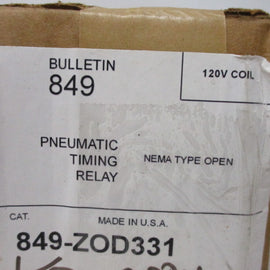 BULLETIN
849
120V COIL
PNEUMATIC
TIMING
RELAY
NEMA TYPE OPEN
CAT.
MADE IN U.S.A.
849-ZOD331